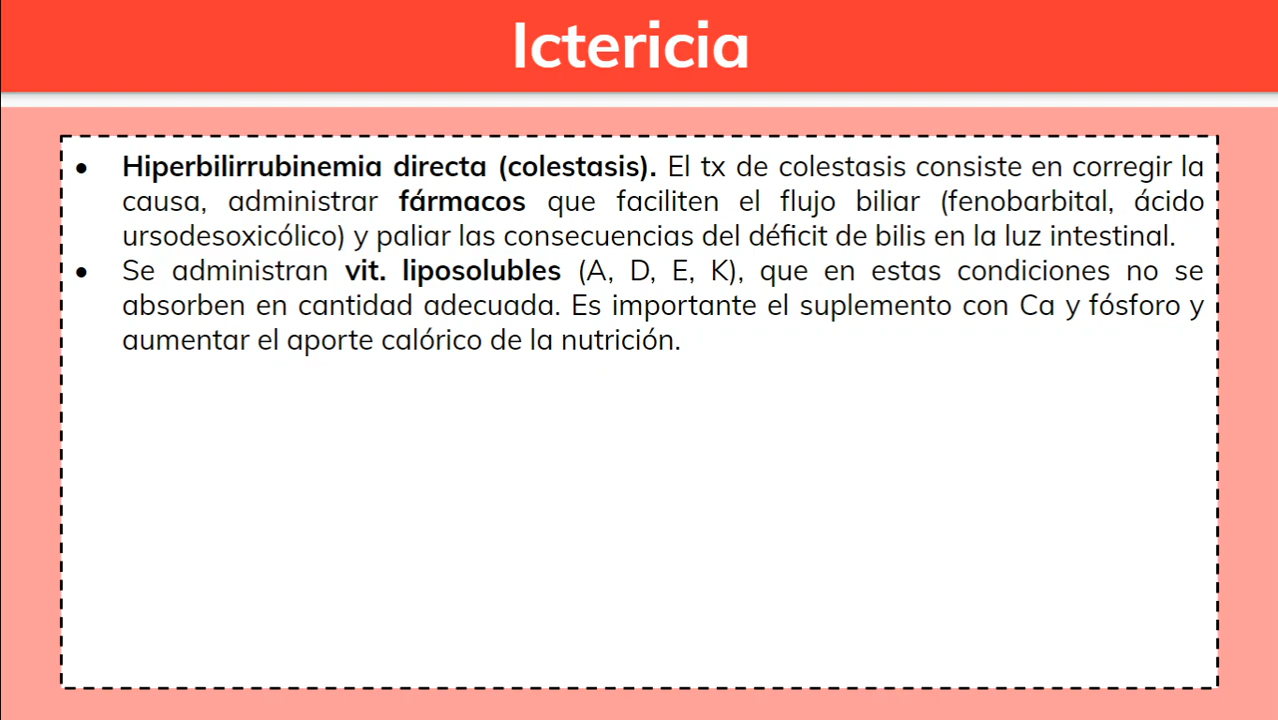 Ictericia
● Hiperbilirrubinemia directa (colestasis). El tx de colestasis consiste en corregir la
causa, administrar fármacos que faciliten el flujo biliar (fenobarbital, ácido
ursodesoxicólico) y paliar las consecuencias del déficit de bilis en la luz intestinal.
● Se administran vit. liposolubles (A, D, E, K), que en estas condiciones no se
absorben en cantidad adecuada. Es importante el suplemento con Ca y fósforo y
aumentar el aporte calórico de la nutrición.